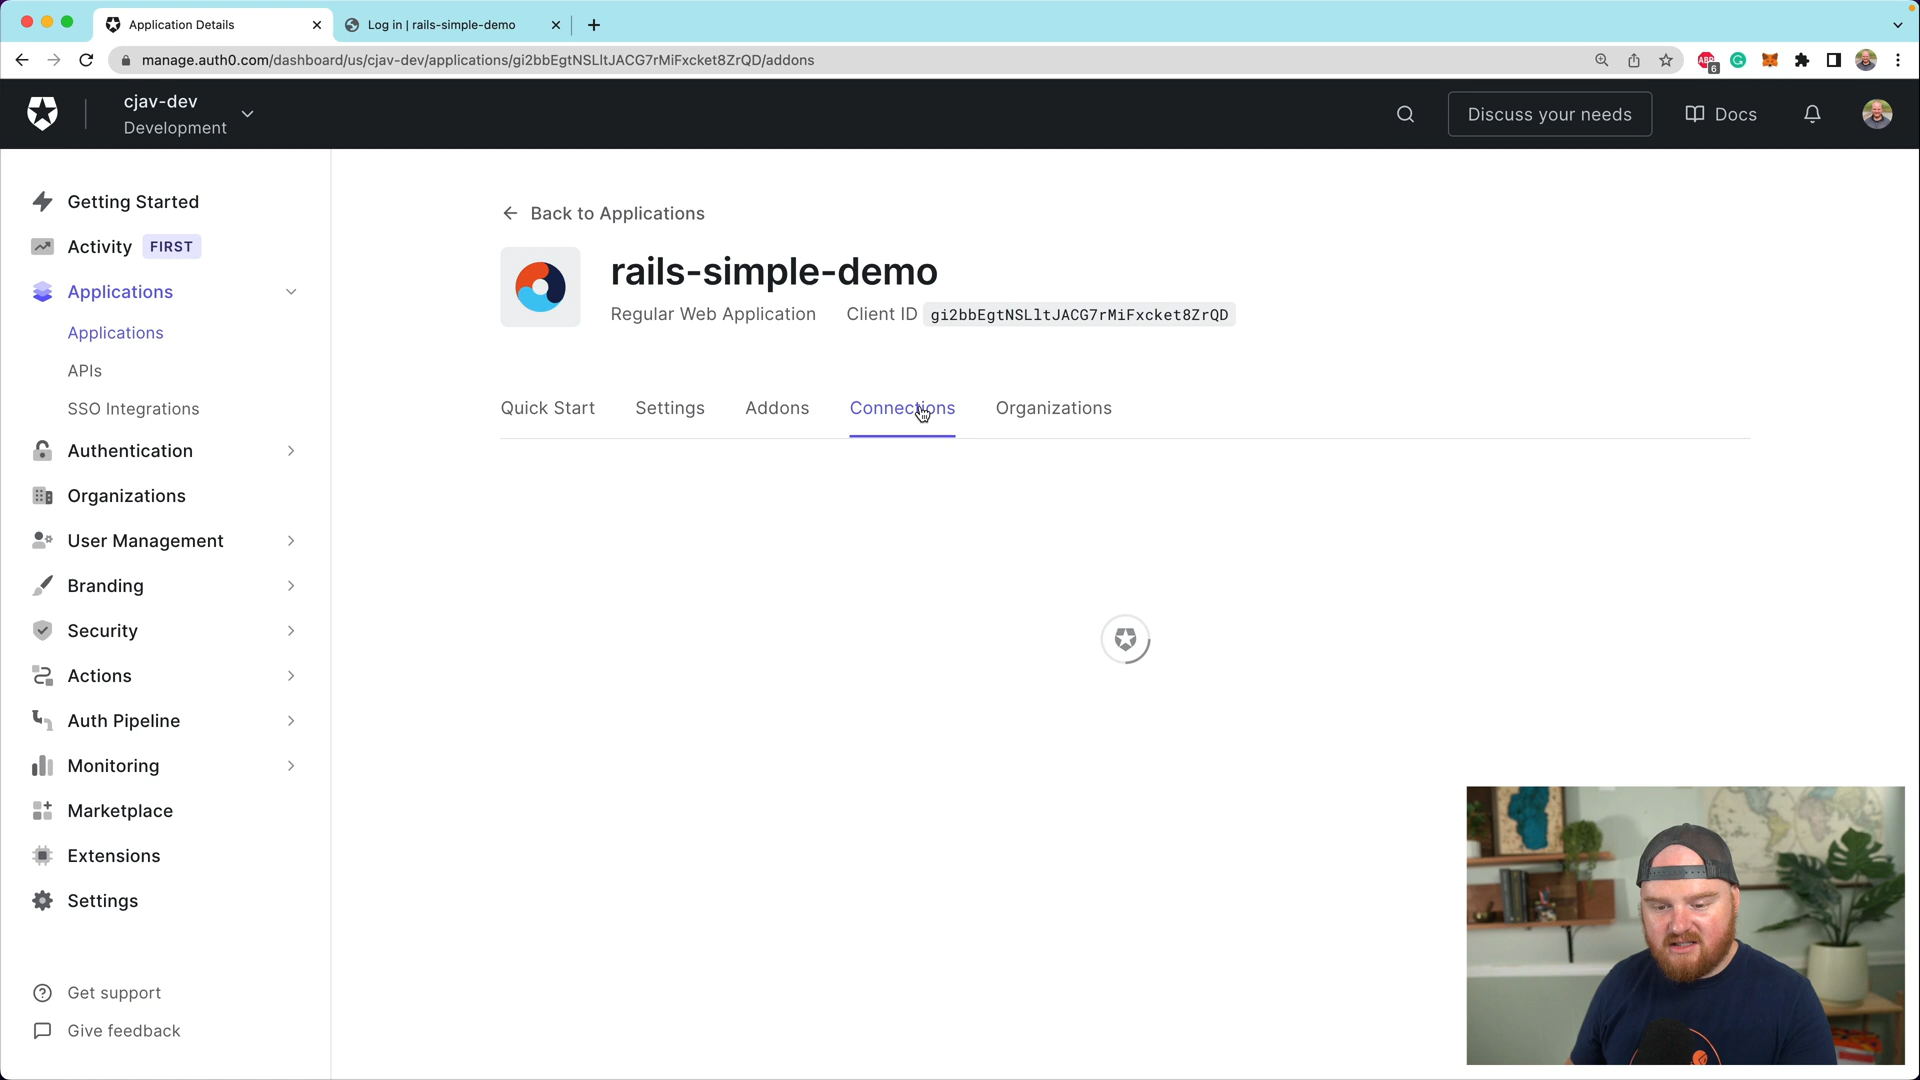 Application Details
Log in | rails-simple-demo
manage.auth0.com/dashboard/us/cjav-dev/applications/gi2bbEgtNSLltJACG7rMiFxcket8ZrQD/addons
ABP
6
cjav-dev
Development
Discuss your needs
Docs
Getting Started
Activity FIRST
Applications
Applications
APIs
SSO Integrations
Authentication
Organizations
User Management
Branding
Security
Actions
Auth Pipeline
Monitoring
Marketplace
Extensions
Settings
Get support
Give feedback
Back to Applications
rails-simple-demo
Regular Web Application Client ID gi2bbEgtNSLltJACG7rMiFxcket8ZrQD
Quick Start Settings Addons Connections Organizations